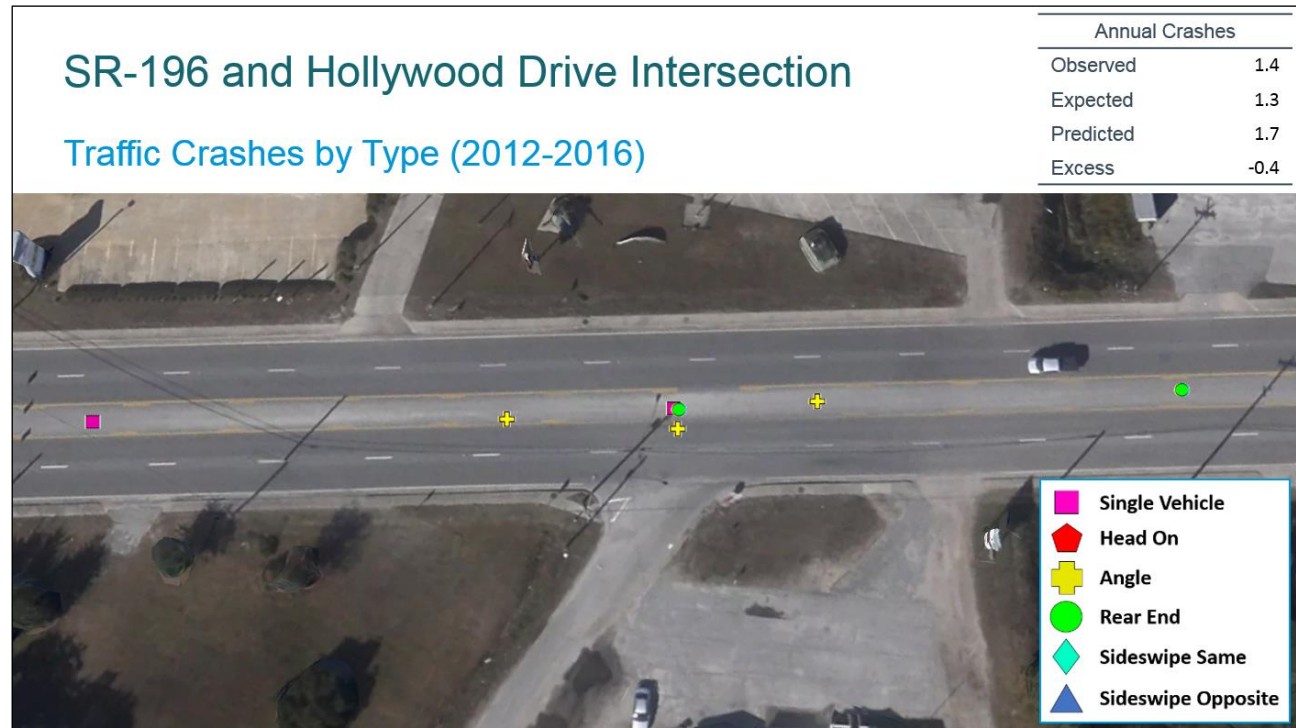 SR-196 and Hollywood Drive Intersection
Traffic Crashes by Type (2012-2016)
Annual Crashes
Observed 1.4
Expected 1.3
Predicted 1.7
Excess -0.4
Single Vehicle
Head On
Angle
Rear End
Sideswipe Same
Sideswipe Opposite